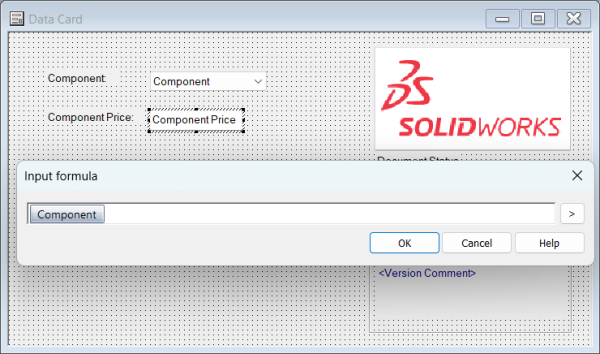 Data Card
Component:
Component
Component Price:
Component Price
SOLIDWORKS
Document Status
Input formula
Component
>
OK
Cancel
Help
<Version Comment>